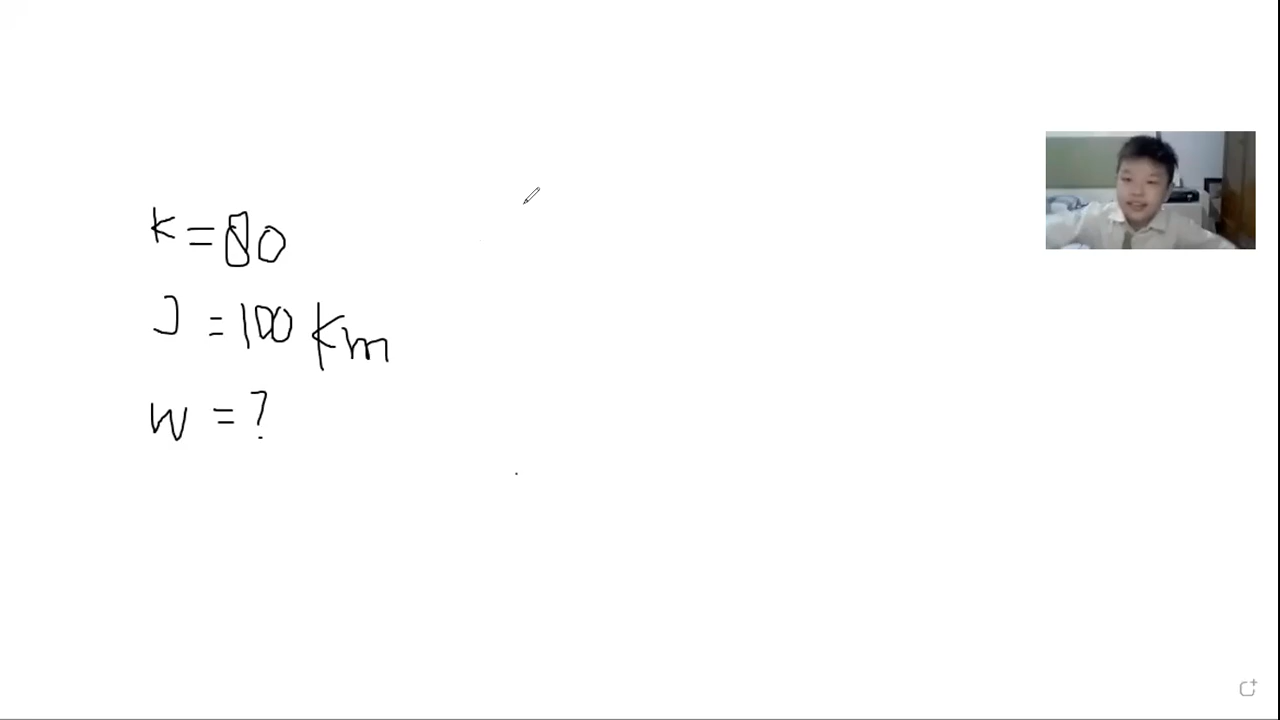 K = 80
J = 100 Km
W = ?